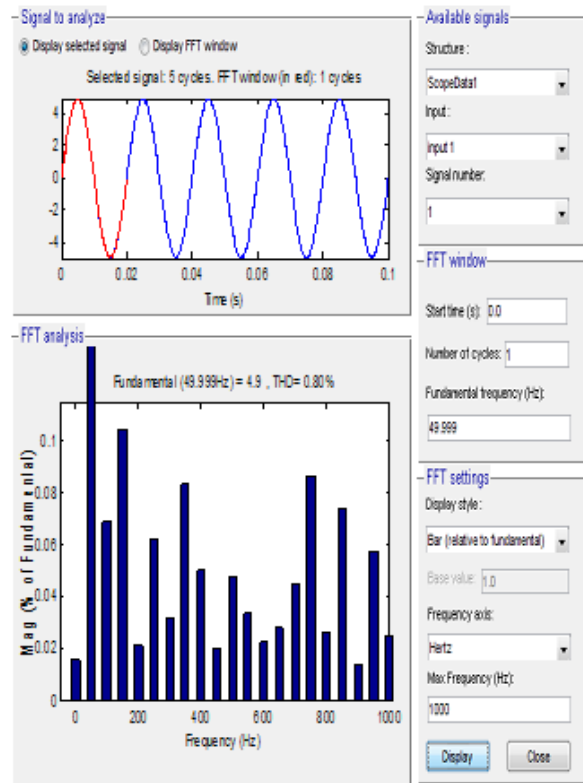 Signal to analyze
Display selected signal Display FFT window
Selected signal: 5 cycles. FFT window (in red): 1 cycles
4
2
0
-2
-4
0 0.02 0.04 0.06 0.08 0.1
Time (s)
FFT analysis
Fundamental (49.999Hz) = 4.9 , THD= 0.80%
0.1
0.08
0.06
0.04
0.02
0
Mag (% of Fundamental)
0 200 400 600 800 1000
Frequency (Hz)
Available signals
Structure :
ScopeData1
Input :
input 1
Signal number:
1
FFT window
Start time (s): 0.0
Number of cycles: 1
Fundamental frequency (Hz):
49.999
FFT settings
Display style :
Bar (relative to fundamental)
Base value: 1.0
Frequency axis:
Hertz
Max Frequency (Hz):
1000
Display Close